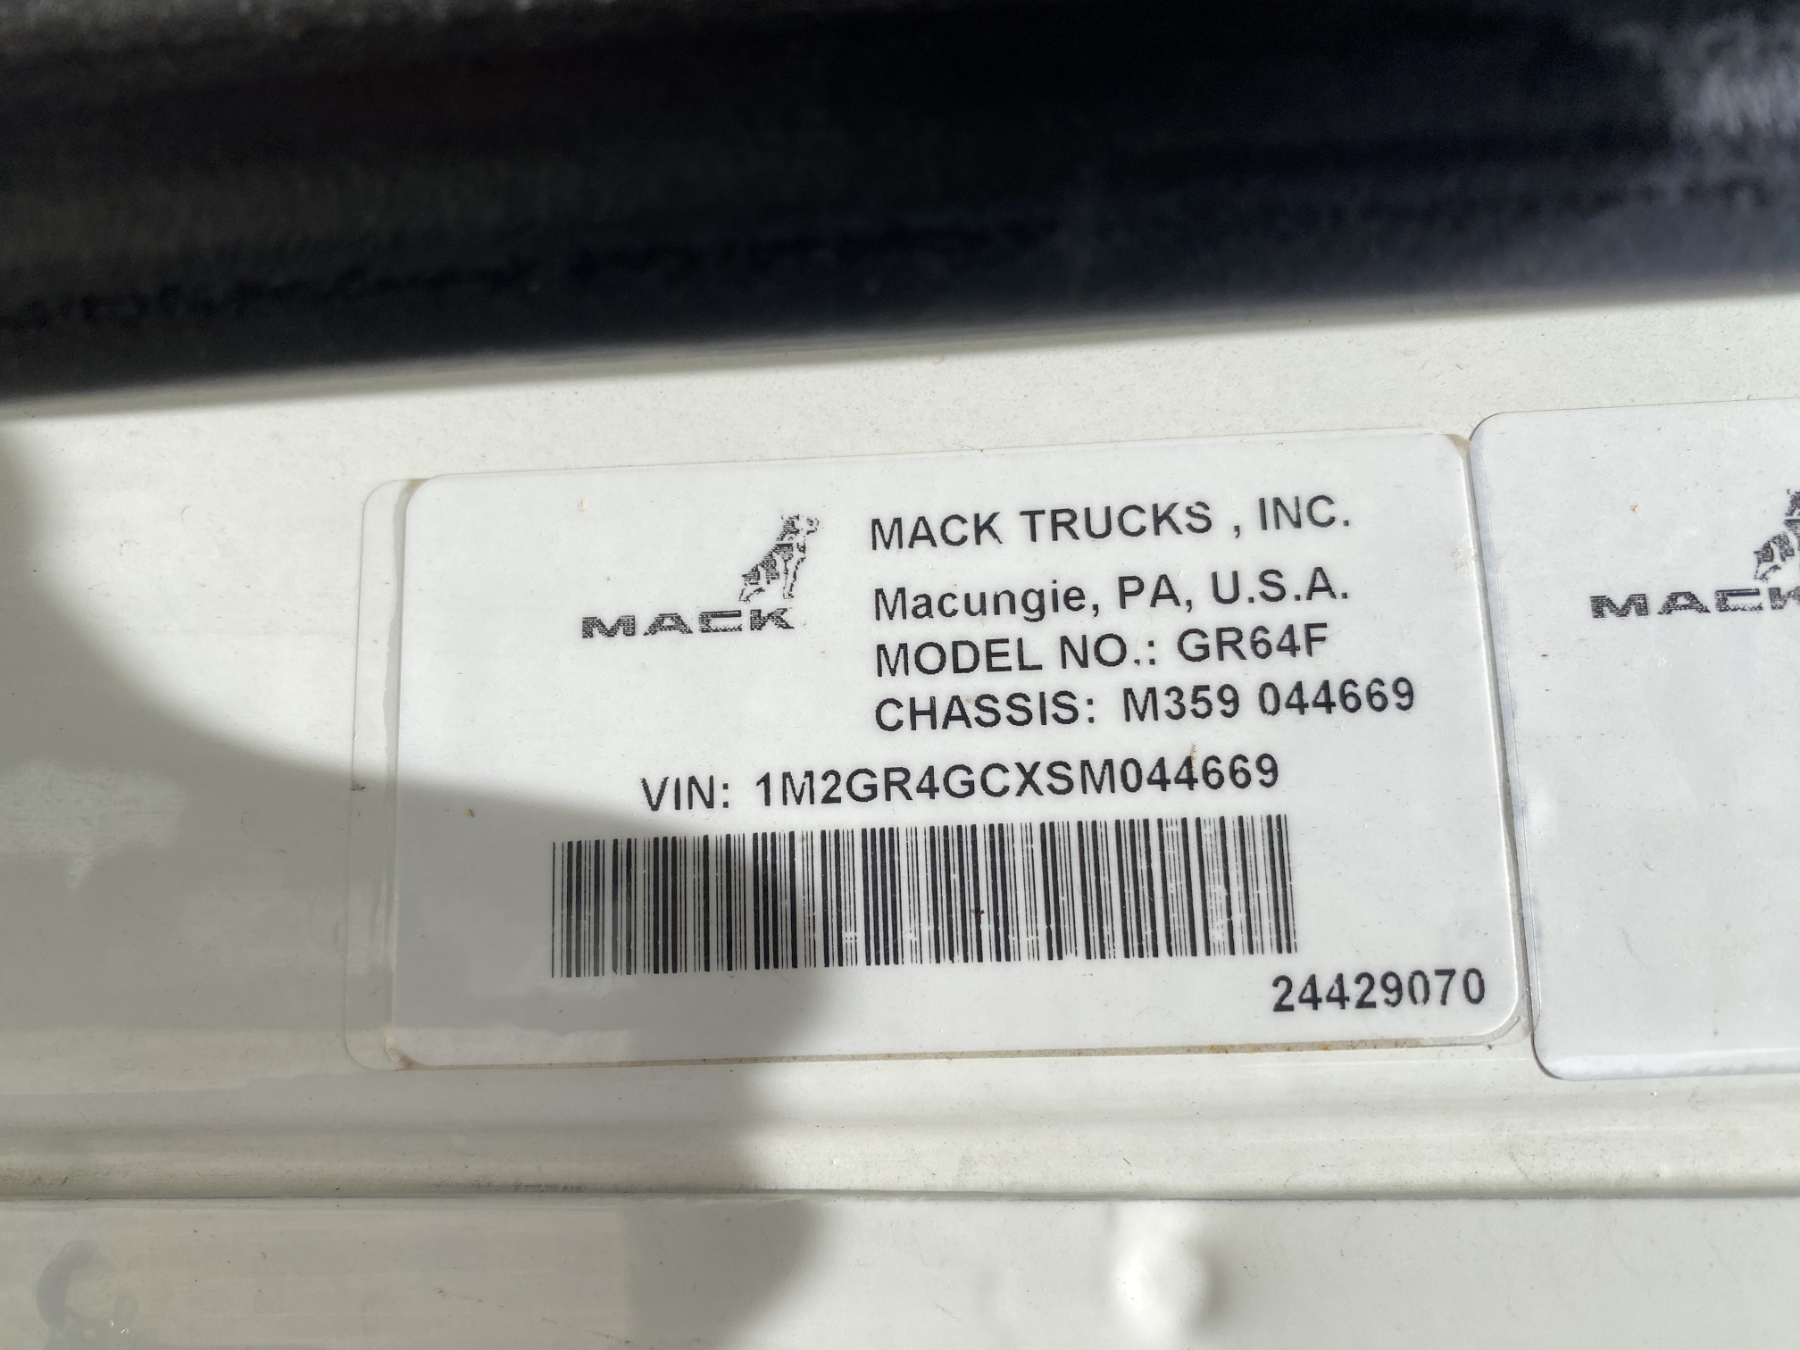 MACK
MACK TRUCKS , INC.
Macungie, PA, U.S.A.
MODEL NO.: GR64F
CHASSIS: M359 044669
VIN: 1M2GR4GCXSM044669
24429070
MACK